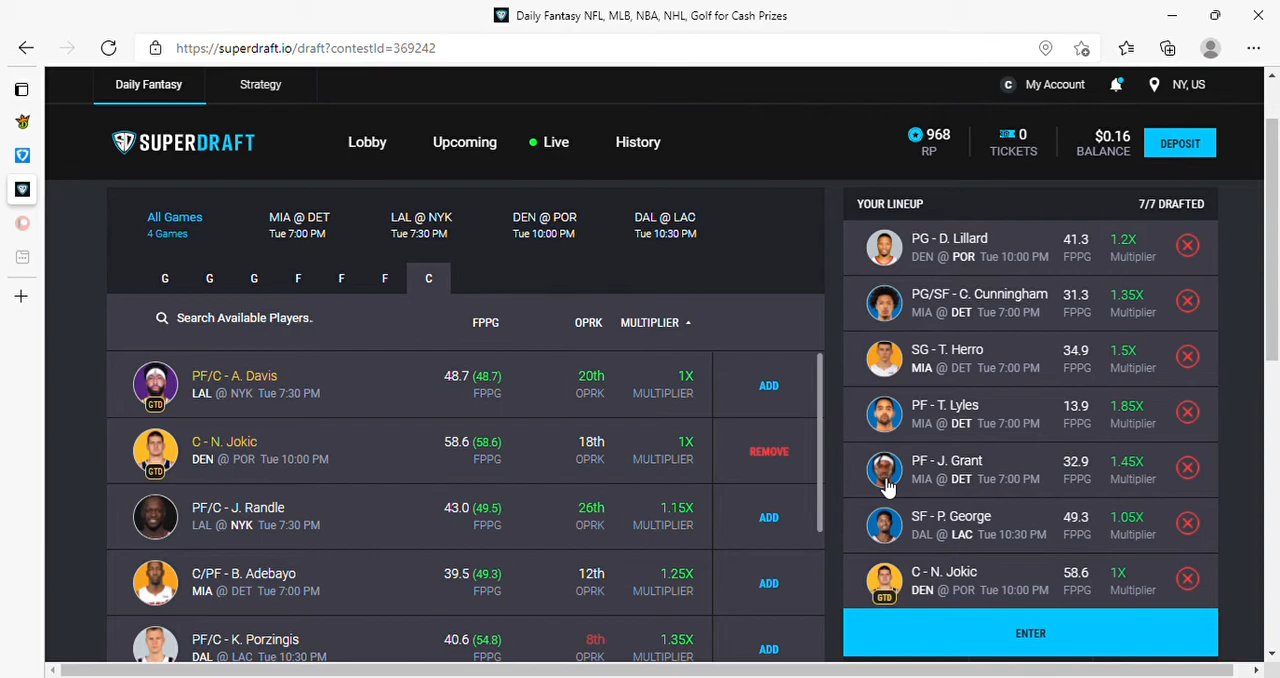 Daily Fantasy NFL, MLB, NBA, NHL, Golf for Cash Prizes
https://superdraft.io/draft?contestId=369242
Daily Fantasy
Strategy
C
My Account
NY, US
SUPERDRAFT
Lobby
Upcoming
Live
History
968
RP
0
TICKETS
$0.16
BALANCE
DEPOSIT
All Games
4 Games
MIA @ DET
Tue 7:00 PM
LAL @ NYK
Tue 7:30 PM
DEN @ POR
Tue 10:00 PM
DAL @ LAC
Tue 10:30 PM
G G G F F F C
Search Available Players..
FPPG OPRK MULTIPLIER
PF/C - A. Davis 48.7 (48.7) 20th 1X
LAL @ NYK Tue 7:30 PM FPPG OPRK MULTIPLIER
GTD
ADD
C - N. Jokic 58.6 (58.6) 18th 1X
DEN @ POR Tue 10:00 PM FPPG OPRK MULTIPLIER
GTD
REMOVE
PF/C - J. Randle 43.0 (49.5) 26th 1.15X
LAL @ NYK Tue 7:30 PM FPPG OPRK MULTIPLIER
ADD
C/PF - B. Adebayo 39.5 (49.3) 12th 1.25X
MIA @ DET Tue 7:00 PM FPPG OPRK MULTIPLIER
ADD
PF/C - K. Porzingis 40.6 (54.8) 8th 1.35X
DAL @ LAC Tue 10:30 PM FPPG OPRK MULTIPLIER
ADD
YOUR LINEUP 7/7 DRAFTED
PG - D. Lillard 41.3 1.2X
DEN @ POR Tue 10:00 PM FPPG Multiplier
PG/SF - C. Cunningham 31.3 1.35X
MIA @ DET Tue 7:00 PM FPPG Multiplier
SG - T. Herro 34.9 1.5X
MIA @ DET Tue 7:00 PM FPPG Multiplier
PF - T. Lyles 13.9 1.85X
MIA @ DET Tue 7:00 PM FPPG Multiplier
PF - J. Grant 32.9 1.45X
MIA @ DET Tue 7:00 PM FPPG Multiplier
SF - P. George 49.3 1.05X
DAL @ LAC Tue 10:30 PM FPPG Multiplier
C - N. Jokic 58.6 1X
DEN @ POR Tue 10:00 PM FPPG Multiplier
GTD
ENTER